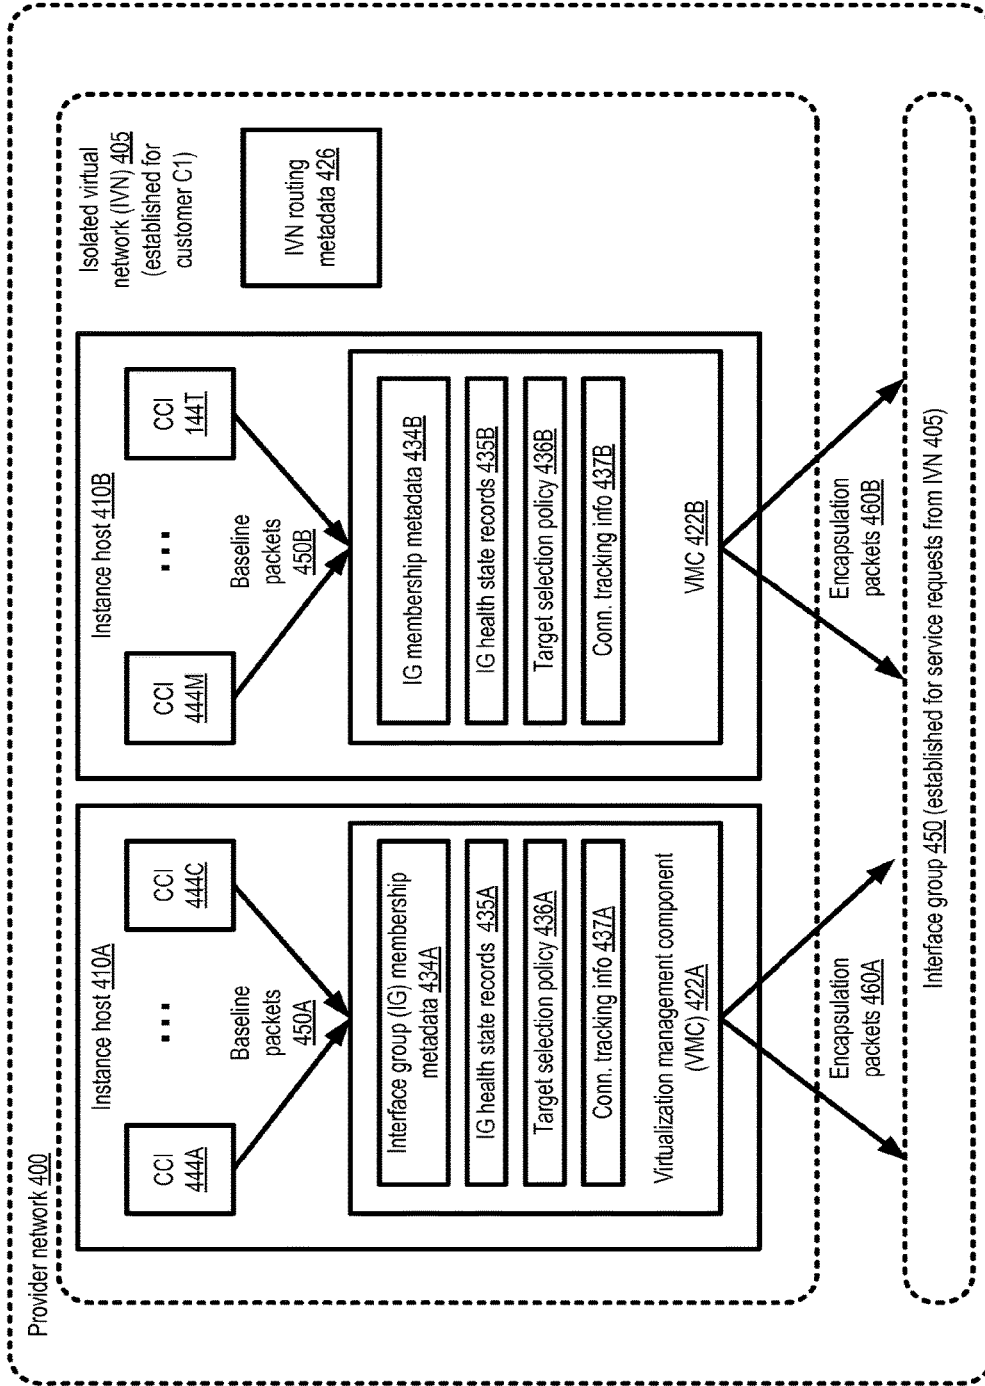 Provider network 400
Isolated virtual
network (IVN) 405
(established for
customer C1)
IVN routing
metadata 426
Instance host 410A
CCI
444A
...
CCI
444C
Baseline
packets
450A
Interface group (IG) membership
metadata 434A
IG health state records 435A
Target selection policy 436A
Conn. tracking info 437A
Virtualization management component
(VMC) 422A
Encapsulation
packets 460A
Instance host 410B
CCI
444M
...
CCI
144T
Baseline
packets
450B
IG membership metadata 434B
IG health state records 435B
Target selection policy 436B
Conn. tracking info 437B
VMC 422B
Encapsulation
packets 460B
Interface group 450 (established for service requests from IVN 405)